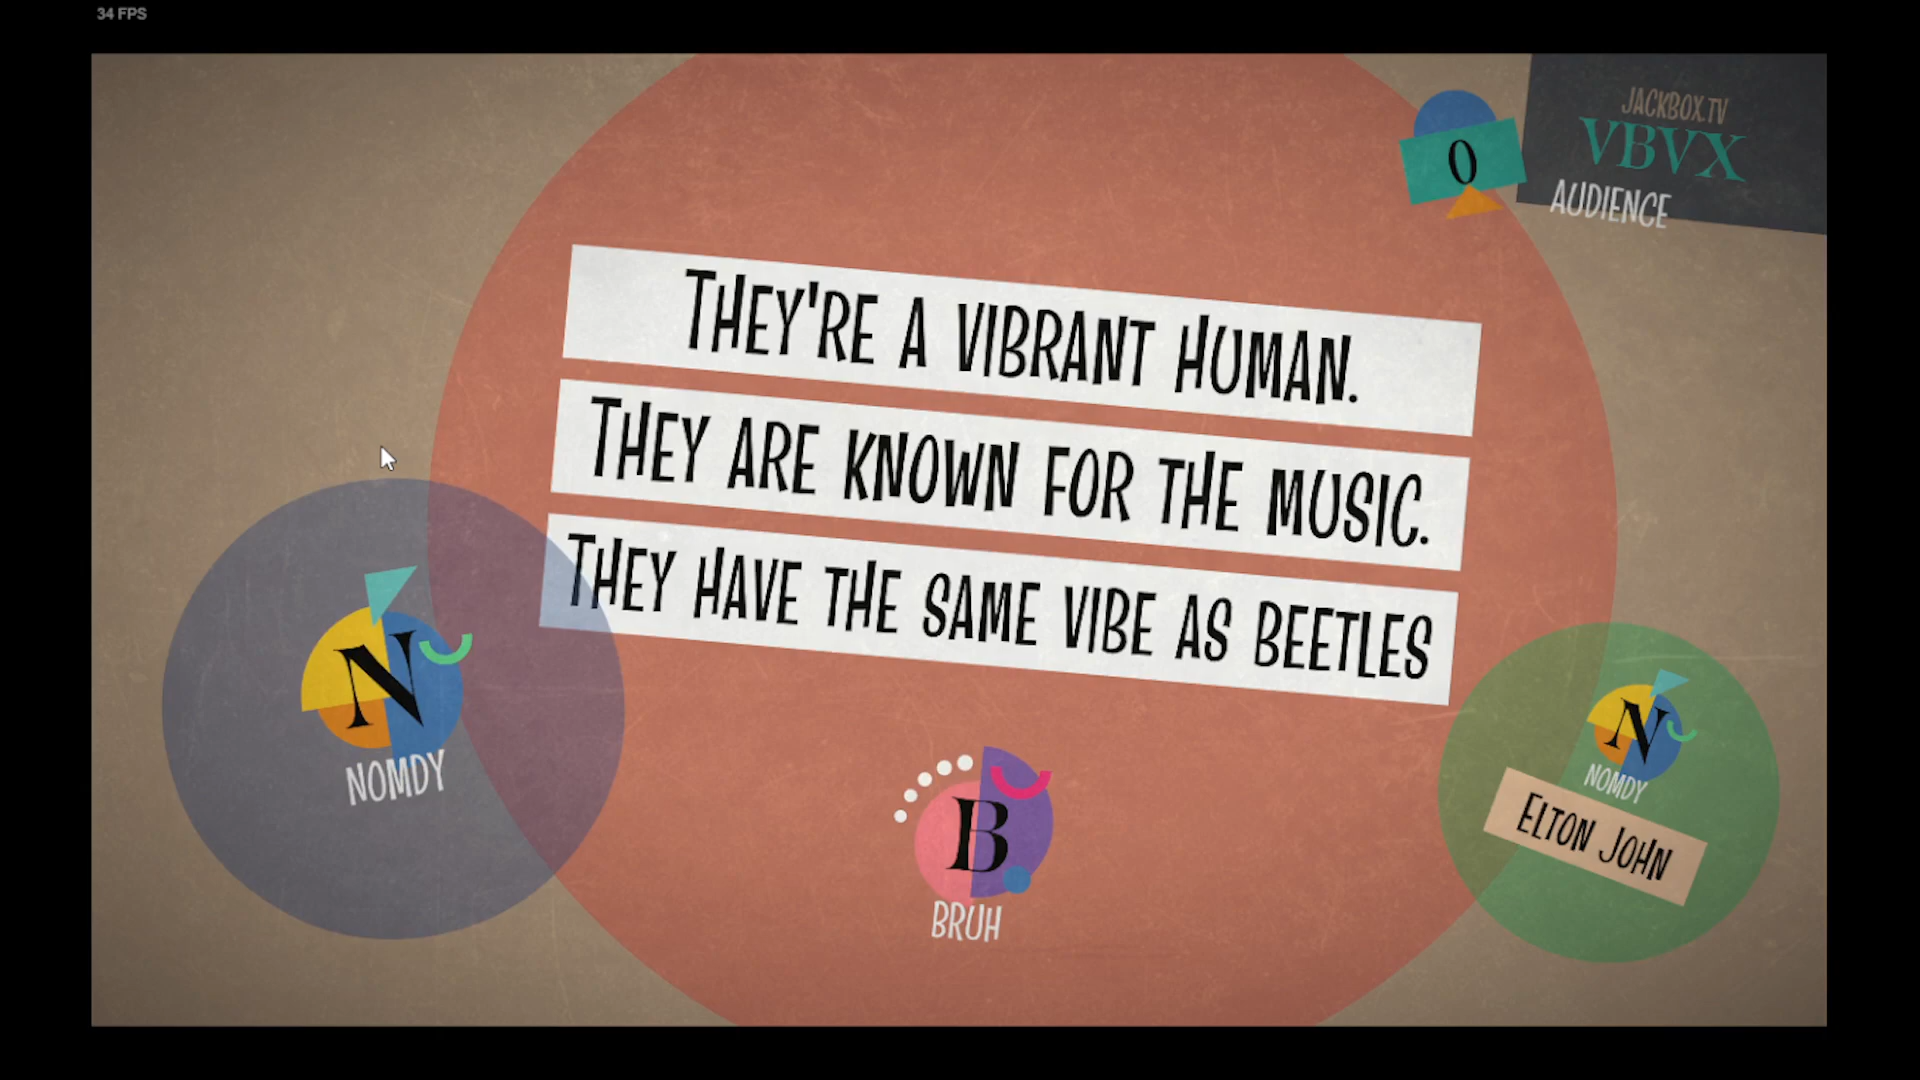 34 FPS
JACKBOX.TV
VBVX
0
AUDIENCE
THEY'RE A VIBRANT HUMAN.
THEY ARE KNOWN FOR THE MUSIC.
THEY HAVE THE SAME VIBE AS BEETLES
N
NOMDY
B
BRUH
N
NOMDY
ELTON JOHN